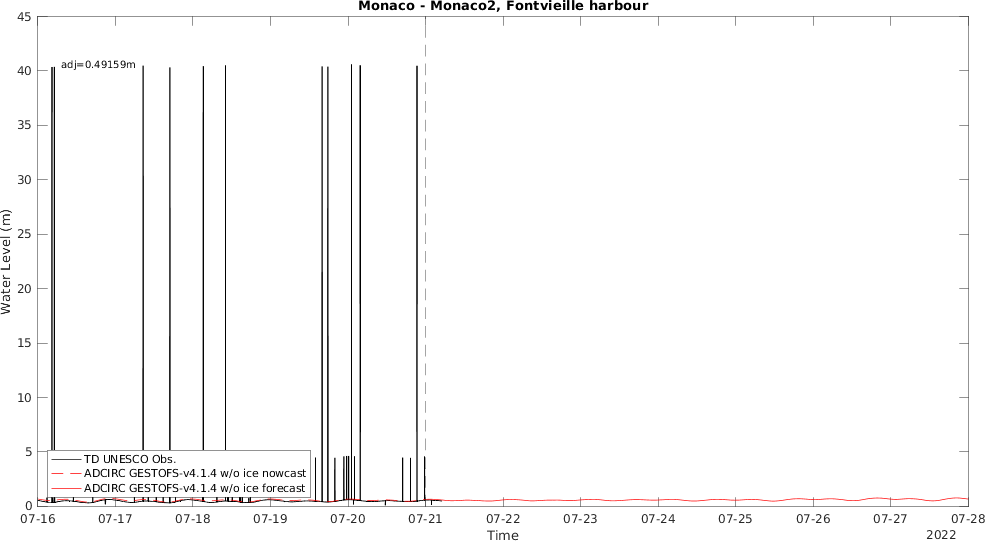 Monaco - Monaco2, Fontvieille harbour
45
40
35
30
25
20
15
10
5
0
Water Level (m)
adj=0.49159m
TD UNESCO Obs.
ADCIRC GESTOFS-v4.1.4 w/o ice nowcast
ADCIRC GESTOFS-v4.1.4 w/o ice forecast
07-16 07-17 07-18 07-19 07-20 07-21 07-22 07-23 07-24 07-25 07-26 07-27 07-28
Time
2022